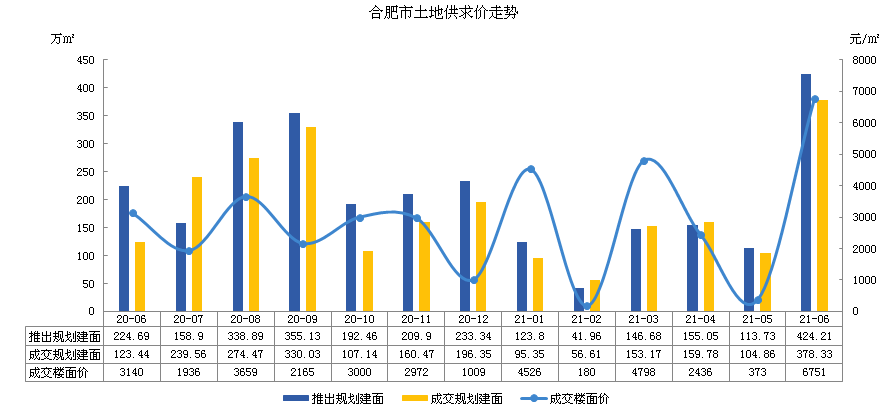 合肥市土地供求价走势
万㎡ 元/㎡
450 8000
400 7000
350 6000
300 5000
250 4000
200 3000
150 2000
100 1000
50 0
0
20-06 20-07 20-08 20-09 20-10 20-11 20-12 21-01 21-02 21-03 21-04 21-05 21-06
推出规划建面 224.69 158.9 338.89 355.13 192.46 209.9 233.34 123.8 41.96 146.68 155.05 113.73 424.21
成交规划建面 123.44 239.56 274.47 330.03 107.14 160.47 196.35 95.35 56.61 153.17 159.78 104.86 378.33
成交楼面价 3140 1936 3659 2165 3000 2972 1009 4526 180 4798 2436 373 6751
推出规划建面 成交规划建面 成交楼面价